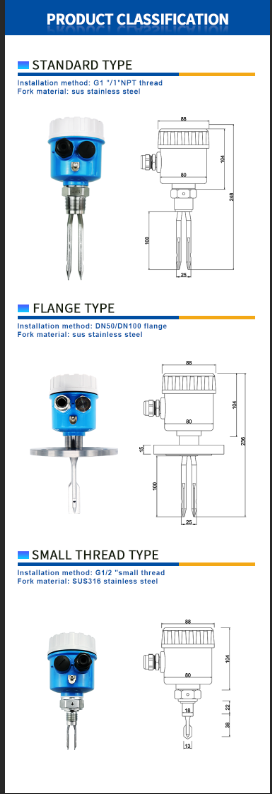 PRODUCT CLASSIFICATION
STANDARD TYPE
Installation method: G1 "/1"NPT thread
Fork material: sus stainless steel
88
104
248
80
100
25
FLANGE TYPE
Installation method: DN50/DN100 flange
Fork material: sus stainless steel
88
104
236
80
15
100
25
SMALL THREAD TYPE
Installation method: G1/2 "small thread
Fork material: SUS316 stainless steel
88
104
80
22
18
38
13